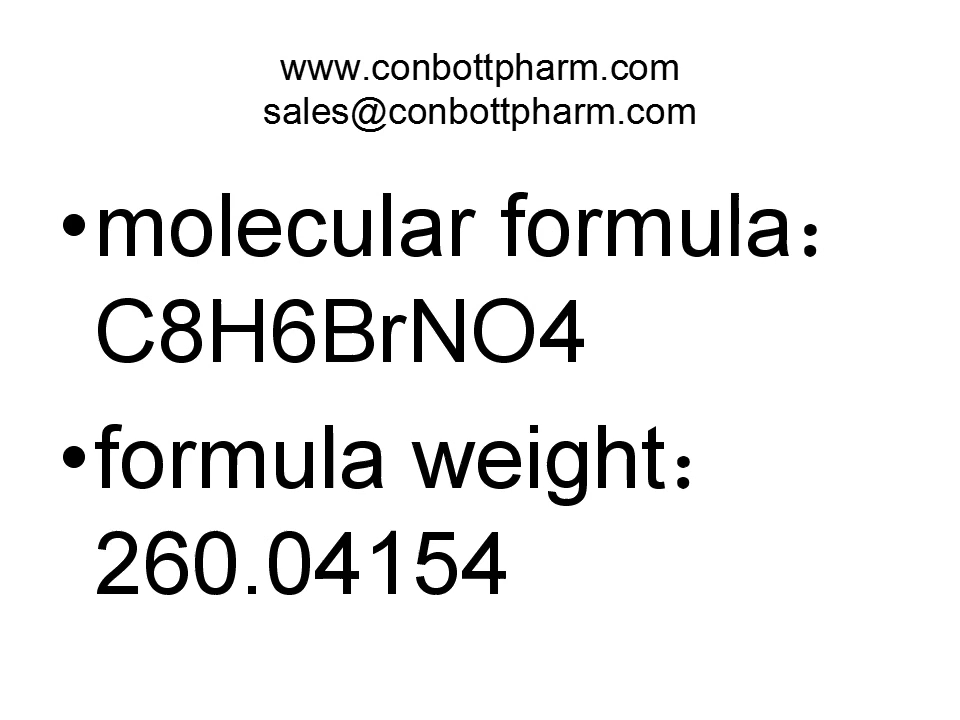 www.conbottpharm.com
sales@conbottpharm.com
•molecular formula：
C8H6BrNO4
•formula weight：
260.04154